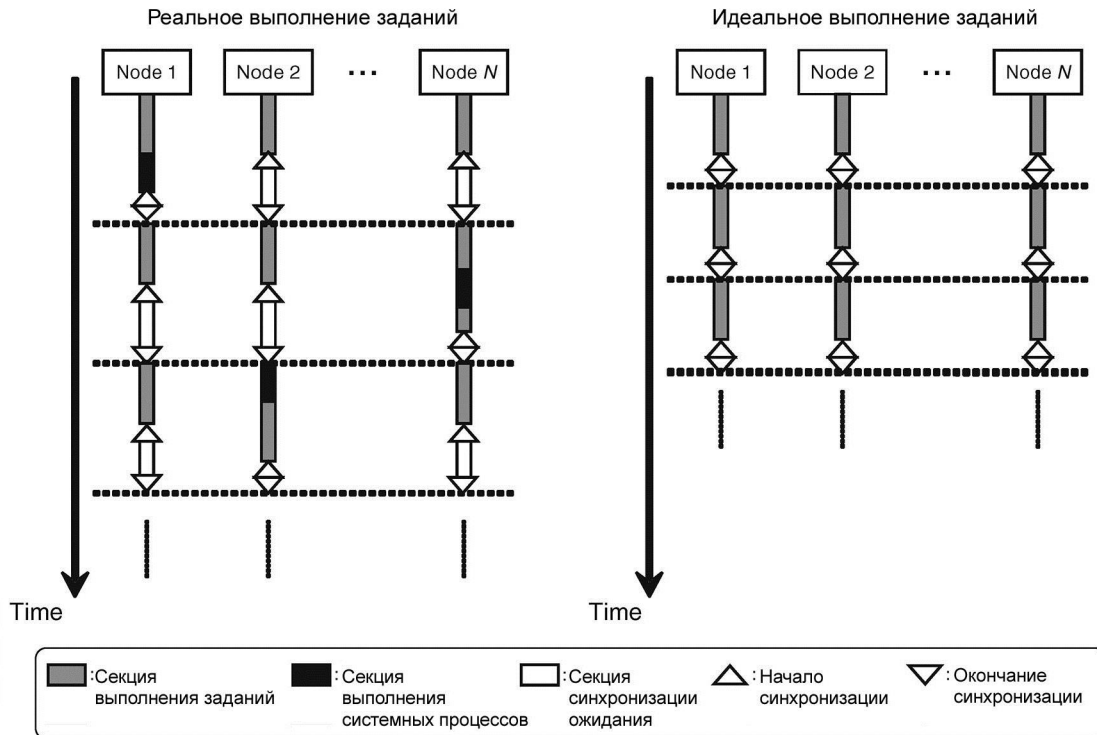 Реальное выполнение заданий
Идеальное выполнение заданий
Node 1
Node 2
...
Node N
Node 1
Node 2
...
Node N
Time
Time
:Секция
выполнения заданий
:Секция
выполнения
системных процессов
:Секция
синхронизации
ожидания
:Начало
синхронизации
:Окончание
синхронизации